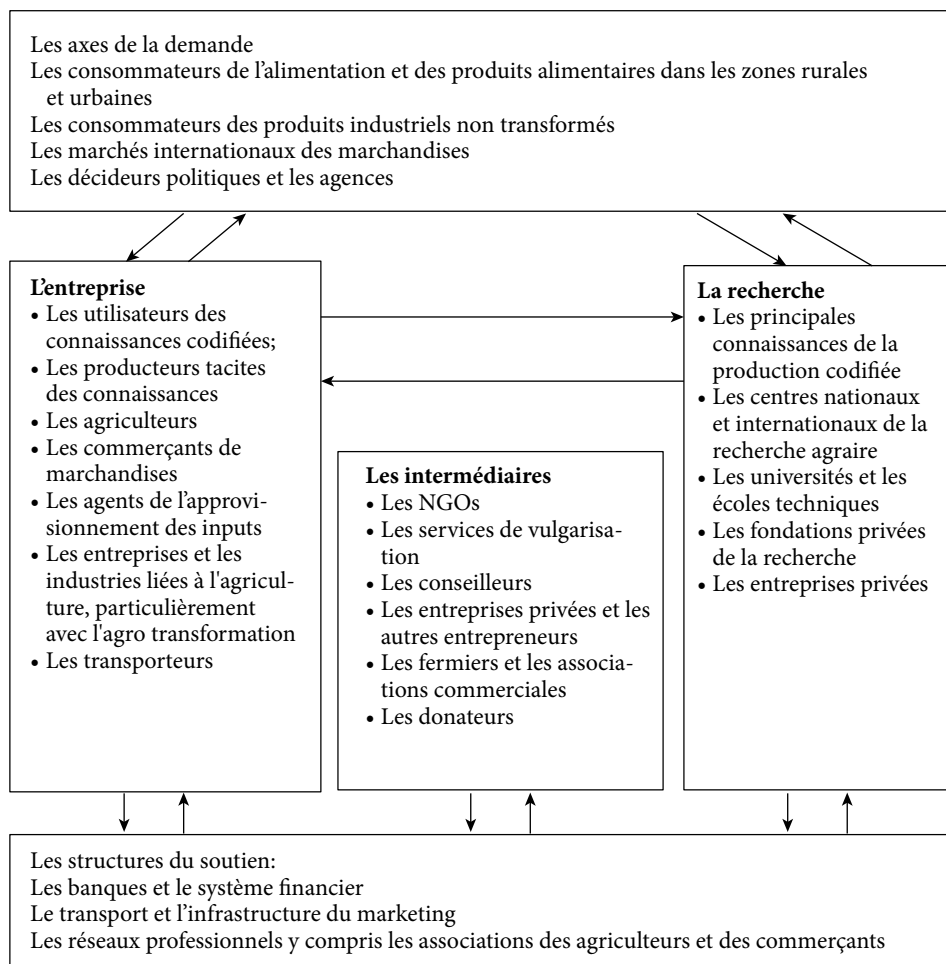 Les axes de la demande
Les consommateurs de l’alimentation et des produits alimentaires dans les zones rurales
et urbaines
Les consommateurs des produits industriels non transformés
Les marchés internationaux des marchandises
Les décideurs politiques et les agences
L’entreprise
• Les utilisateurs des
connaissances codifiées;
• Les producteurs tacites
des connaissances
• Les agriculteurs
• Les commerçants de
marchandises
• Les agents de l’approvi-
sionnement des inputs
• Les entreprises et les
industries liées à l'agricul-
ture, particulièrement
avec l'agro transformation
• Les transporteurs
Les intermédiaires
• Les NGOs
• Les services de vulgarisa-
tion
• Les conseilleurs
• Les entreprises privées et les
autres entrepreneurs
• Les fermiers et les associa-
tions commerciales
• Les donateurs
La recherche
• Les principales
connaissances de la
production codifiée
• Les centres nationaux
et internationaux de la
recherche agraire
• Les universités et les
écoles techniques
• Les fondations privées
de la recherche
• Les entreprises privées
Les structures du soutien:
Les banques et le système financier
Le transport et l’infrastructure du marketing
Les réseaux professionnels y compris les associations des agriculteurs et des commerçants